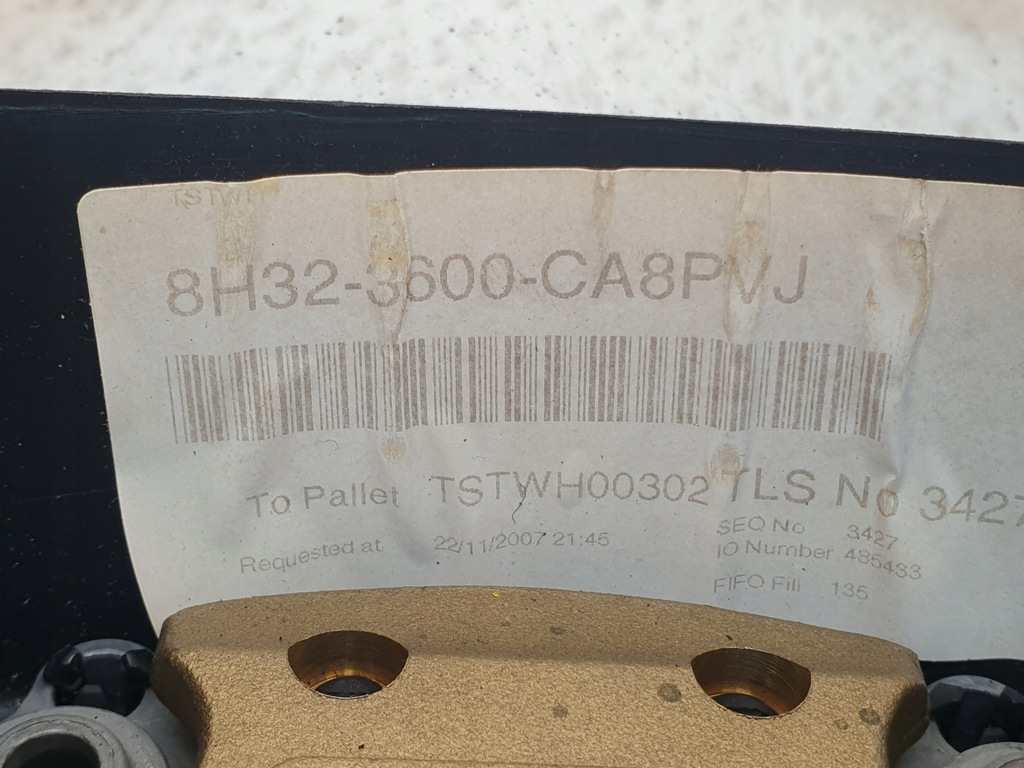 TSTWH
8H32-3600-CA8PVJ
To Pallet TSTWH00302 TLS No 3427
Requested at 22/11/2007 21:45
SEQ No 3427
IO Number 485433
FIFO Fill 135